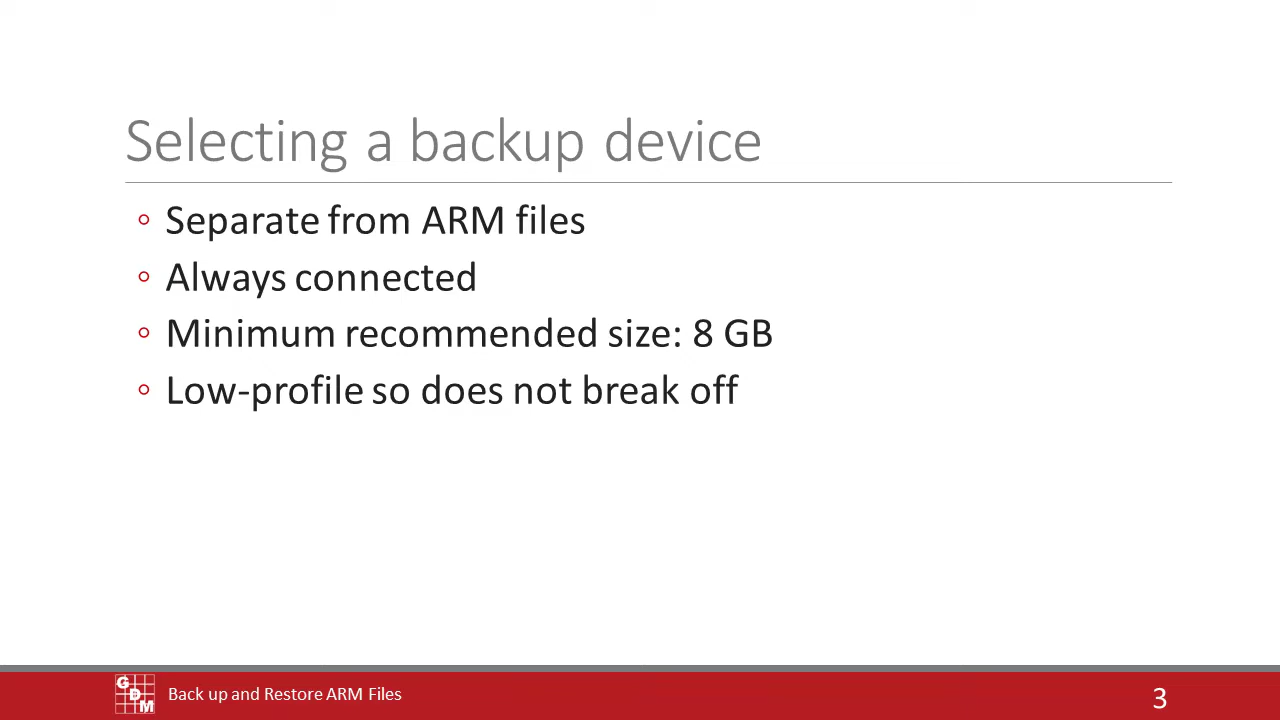 Selecting a backup device
◦ Separate from ARM files
◦ Always connected
◦ Minimum recommended size: 8 GB
◦ Low-profile so does not break off
GDM
Back up and Restore ARM Files
3